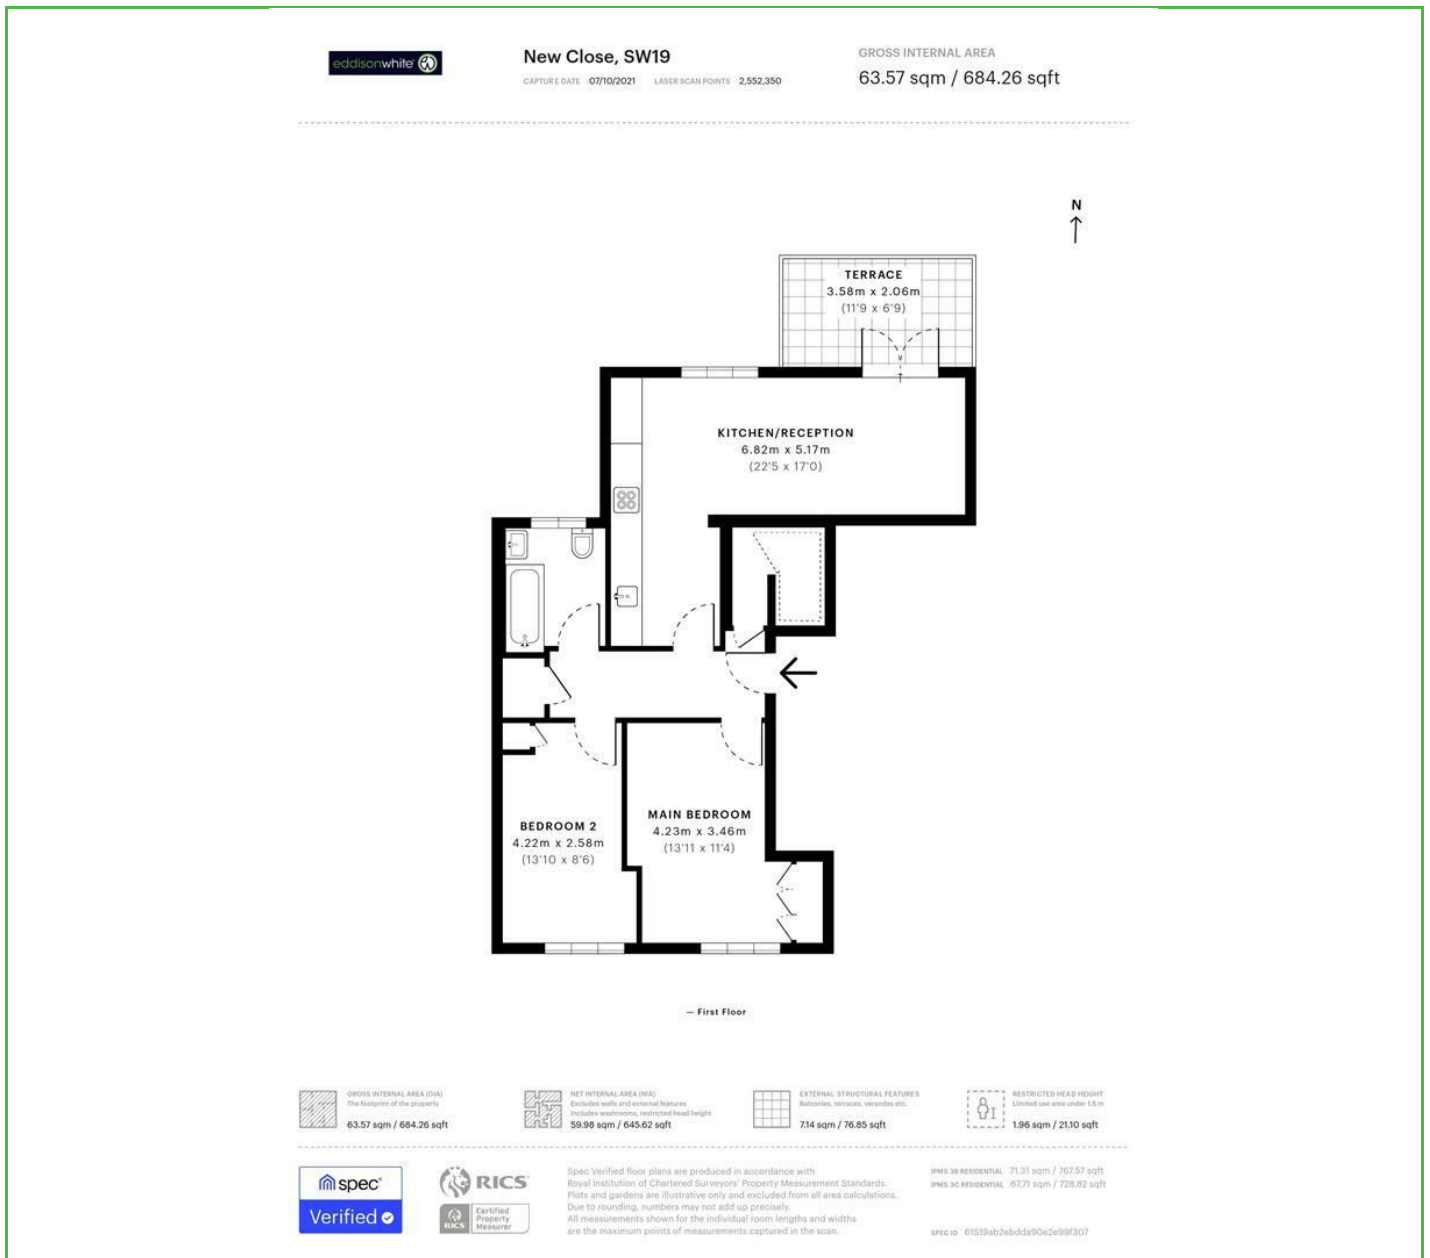 eddisonwhite
New Close, SW19
CAPTURE DATE 07/10/2021 LASER SCAN POINTS 2,552,350
GROSS INTERNAL AREA
63.57 sqm / 684.26 sqft
N
TERRACE
3.58m x 2.06m
(11'9 x 6'9)
KITCHEN/RECEPTION
6.82m x 5.17m
(22'5 x 17'0)
BEDROOM 2
4.22m x 2.58m
(13'10 x 8'6)
MAIN BEDROOM
4.23m x 3.46m
(13'11 x 11'4)
— First Floor
GROSS INTERNAL AREA (GIA)
The footprint of the property
63.57 sqm / 684.26 sqft
NET INTERNAL AREA (NIA)
Excludes walls and external features
Includes washrooms, restricted head height
59.98 sqm / 645.62 sqft
EXTERNAL STRUCTURAL FEATURES
Balconies, terraces, verandas etc.
7.14 sqm / 76.85 sqft
RESTRICTED HEAD HEIGHT
Limited use area under 1.5 m
1.96 sqm / 21.10 sqft
spec
Verified
RICS
RICS
Certified
Property
Measurer
Spec Verified floor plans are produced in accordance with
Royal Institution of Chartered Surveyors' Property Measurement Standards.
Plots and gardens are illustrative only and excluded from all area calculations.
Due to rounding, numbers may not add up precisely.
All measurements shown for the individual room lengths and widths
are the maximum points of measurements captured in the scan.
IPMS 3B RESIDENTIAL 71.31 sqm / 767.57 sqft
IPMS 3C RESIDENTIAL 67.71 sqm / 728.82 sqft
SPEC ID 61519ab2ebdda90e2e99f307